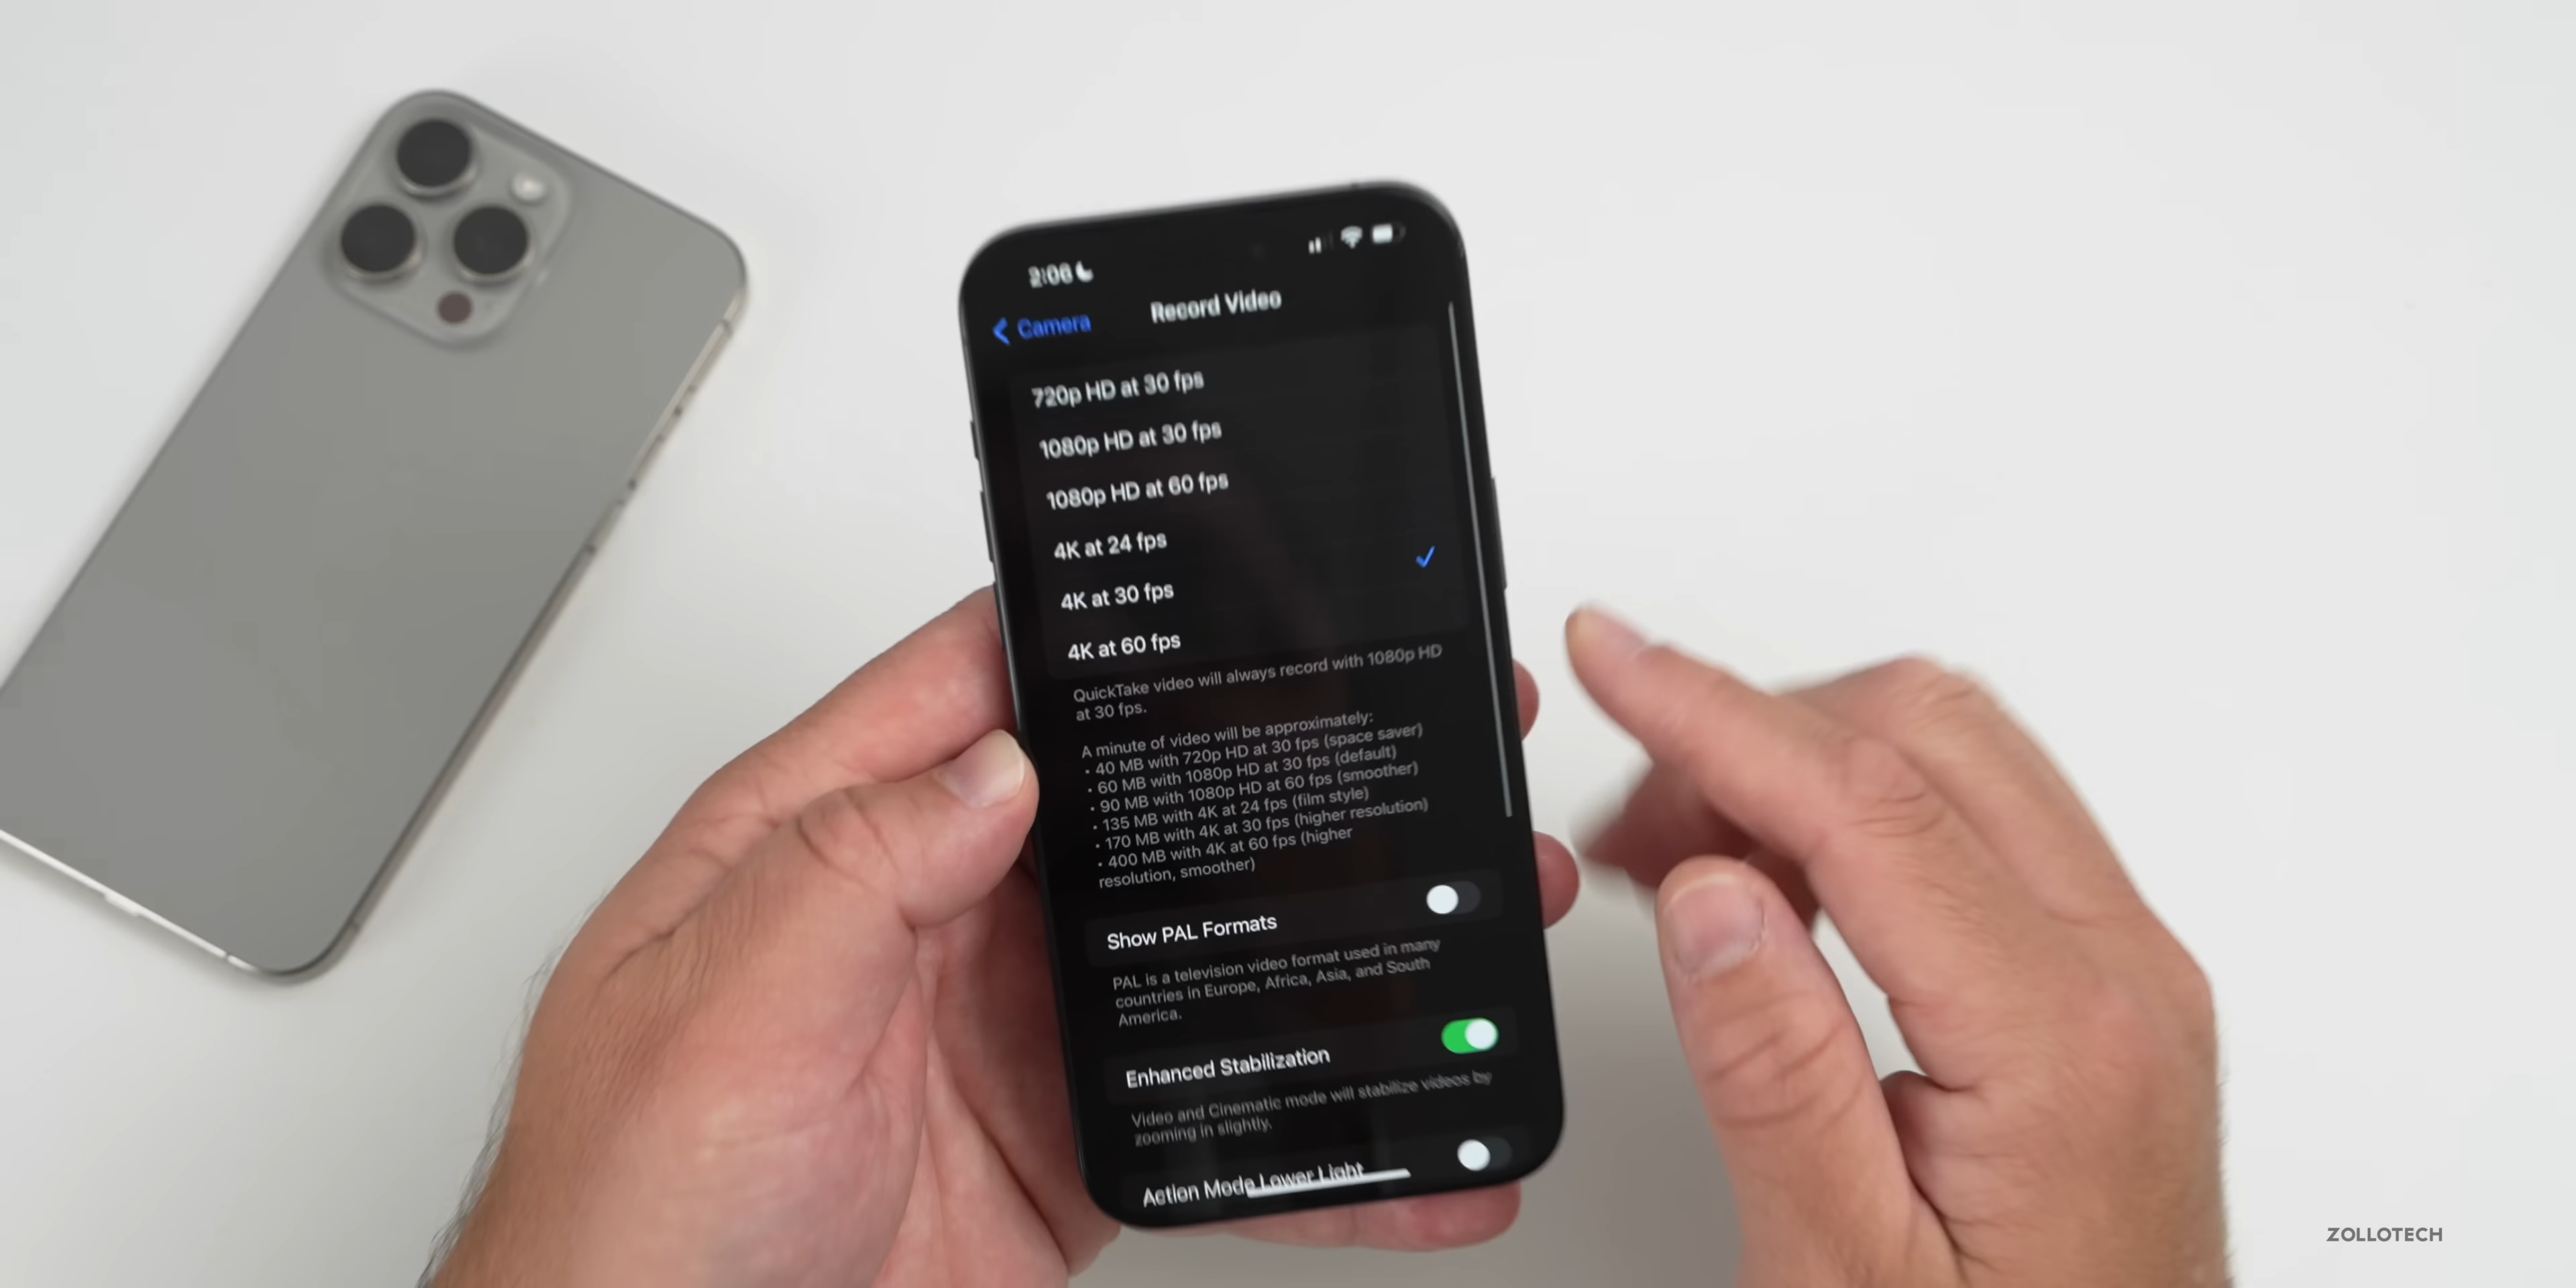 2:06
Camera
Record Video
720p HD at 30 fps
1080p HD at 30 fps
1080p HD at 60 fps
4K at 24 fps
4K at 30 fps
4K at 60 fps
QuickTake video will always record with 1080p HD
at 30 fps.
A minute of video will be approximately:
• 40 MB with 720p HD at 30 fps (space saver)
• 60 MB with 1080p HD at 30 fps (default)
• 90 MB with 1080p HD at 60 fps (smoother)
• 135 MB with 4K at 24 fps (film style)
• 170 MB with 4K at 30 fps (higher resolution)
• 400 MB with 4K at 60 fps (higher
resolution, smoother)
Show PAL Formats
PAL is a television video format used in many
countries in Europe, Africa, Asia, and South
America.
Enhanced Stabilization
Video and Cinematic mode will stabilize videos by
zooming in slightly.
Action Mode Lower Light
ZOLLOTECH